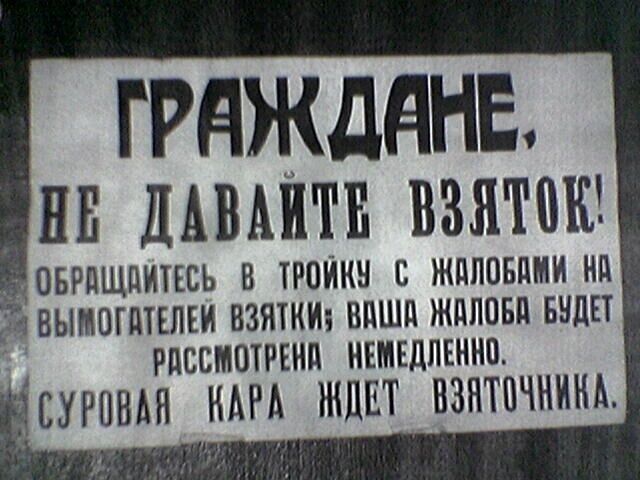 ГРАЖДАНЕ,
НЕ ДАВАЙТЕ ВЗЯТОК!
ОБРАЩАЙТЕСЬ В ТРОЙКУ С ЖАЛОБАМИ НА
ВЫМОГАТЕЛЕЙ ВЗЯТКИ; ВАША ЖАЛОБА БУДЕТ
РАССМОТРЕНА НЕМЕДЛЕННО.
СУРОВАЯ КАРА ЖДЕТ ВЗЯТОЧНИКА.